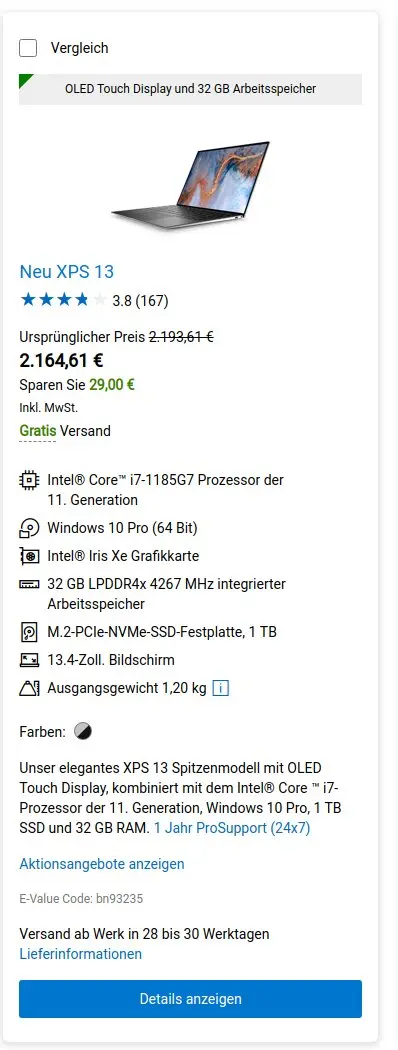 Vergleich
OLED Touch Display und 32 GB Arbeitsspeicher
Neu XPS 13
3.8 (167)
Ursprünglicher Preis 2.193,61 €
2.164,61 €
Sparen Sie 29,00 €
Inkl. MwSt.
Gratis Versand
Intel® Core™ i7-1185G7 Prozessor der
11. Generation
Windows 10 Pro (64 Bit)
Intel® Iris Xe Grafikkarte
32 GB LPDDR4x 4267 MHz integrierter
Arbeitsspeicher
M.2-PCIe-NVMe-SSD-Festplatte, 1 TB
13.4-Zoll. Bildschirm
Ausgangsgewicht 1,20 kg i
Farben:
Unser elegantes XPS 13 Spitzenmodell mit OLED
Touch Display, kombiniert mit dem Intel® Core ™ i7-
Prozessor der 11. Generation, Windows 10 Pro, 1 TB
SSD und 32 GB RAM. 1 Jahr ProSupport (24x7)
Aktionsangebote anzeigen
E-Value Code: bn93235
Versand ab Werk in 28 bis 30 Werktagen
Lieferinformationen
Details anzeigen